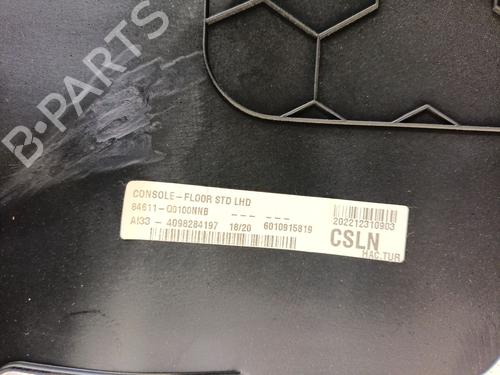 B-PARTS
CONSOLE-FLOOR STD LHD
84611-Q0100NNB --- ---
202212310903
AI33- 4098284197 18/20 6010915819
CSLN
HAC.TUR